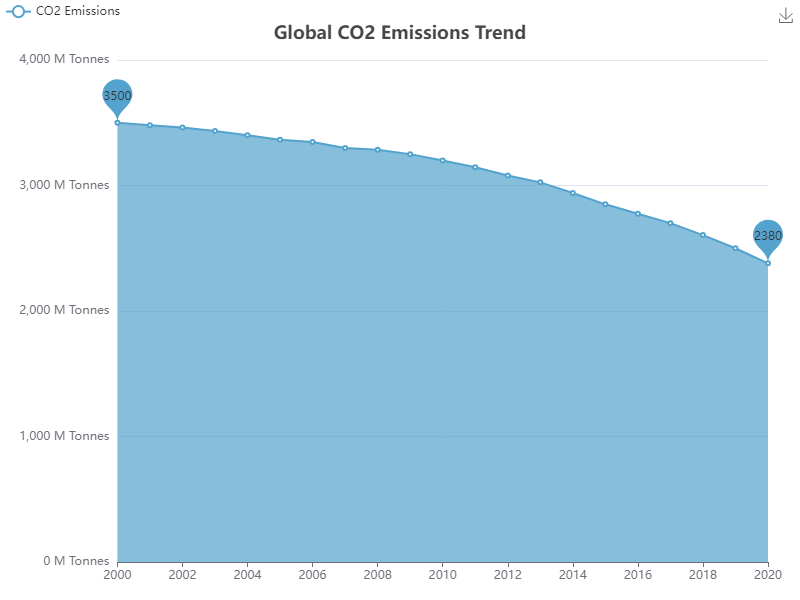 CO2 Emissions
Global CO2 Emissions Trend
4,000 M Tonnes
3500
3,000 M Tonnes
2380
2,000 M Tonnes
1,000 M Tonnes
0 M Tonnes
2000 2002 2004 2006 2008 2010 2012 2014 2016 2018 2020